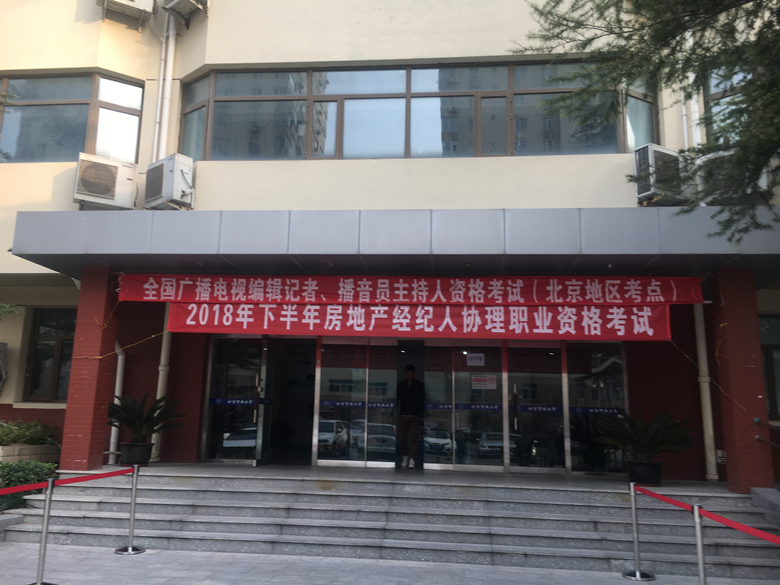 全国广播电视编辑记者、播音员主持人资格考试（北京地区考点）
2018年下半年房地产经纪人协理职业资格考试